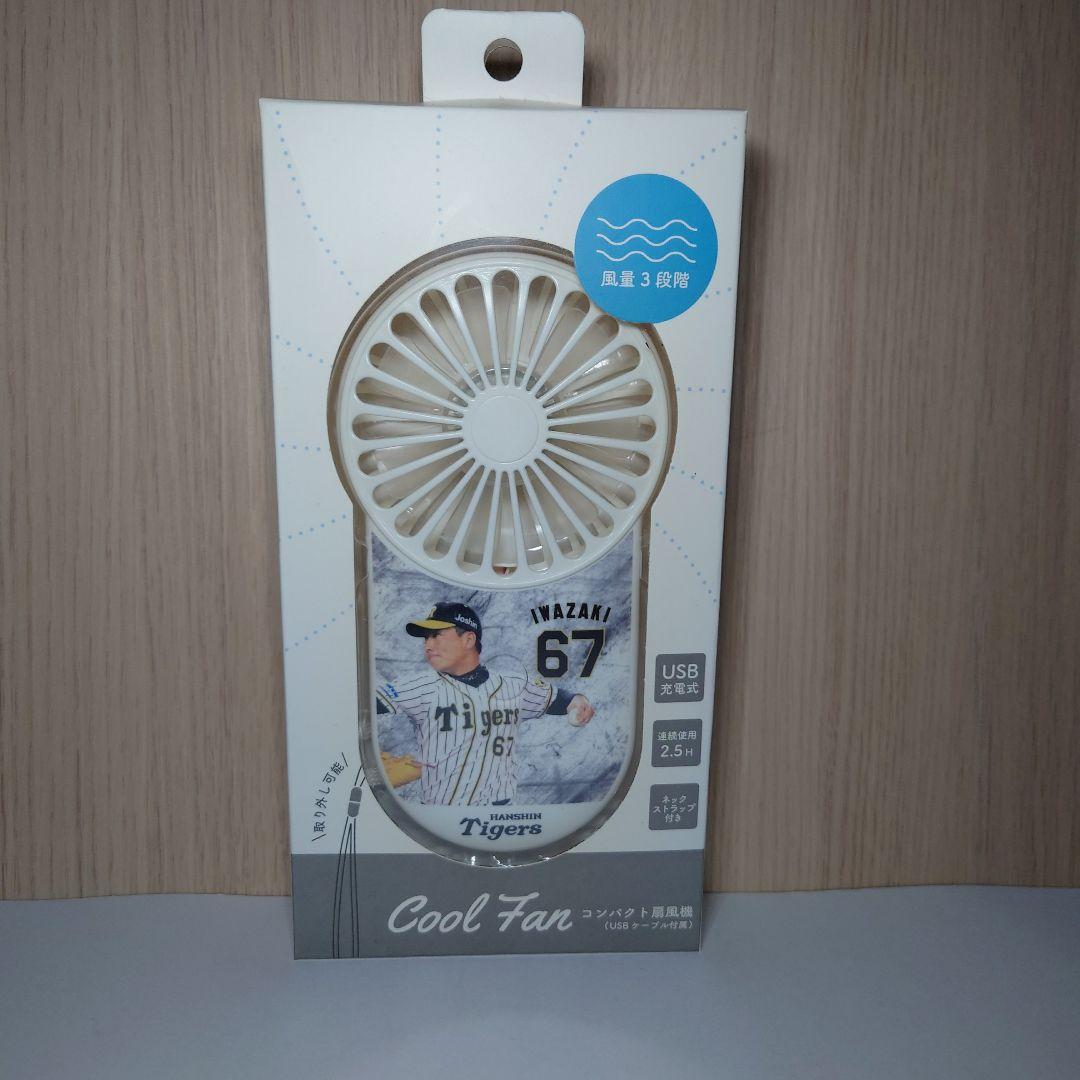 風量3段階
IWAZAKI
67
Joshin
Tigers
67
HANSHIN
Tigers
USB
充電式
連続使用
2.5H
ネック
ストラップ
付き
\取り外し可能/
Cool Fan
コンパクト扇風機
(USBケーブル付属)